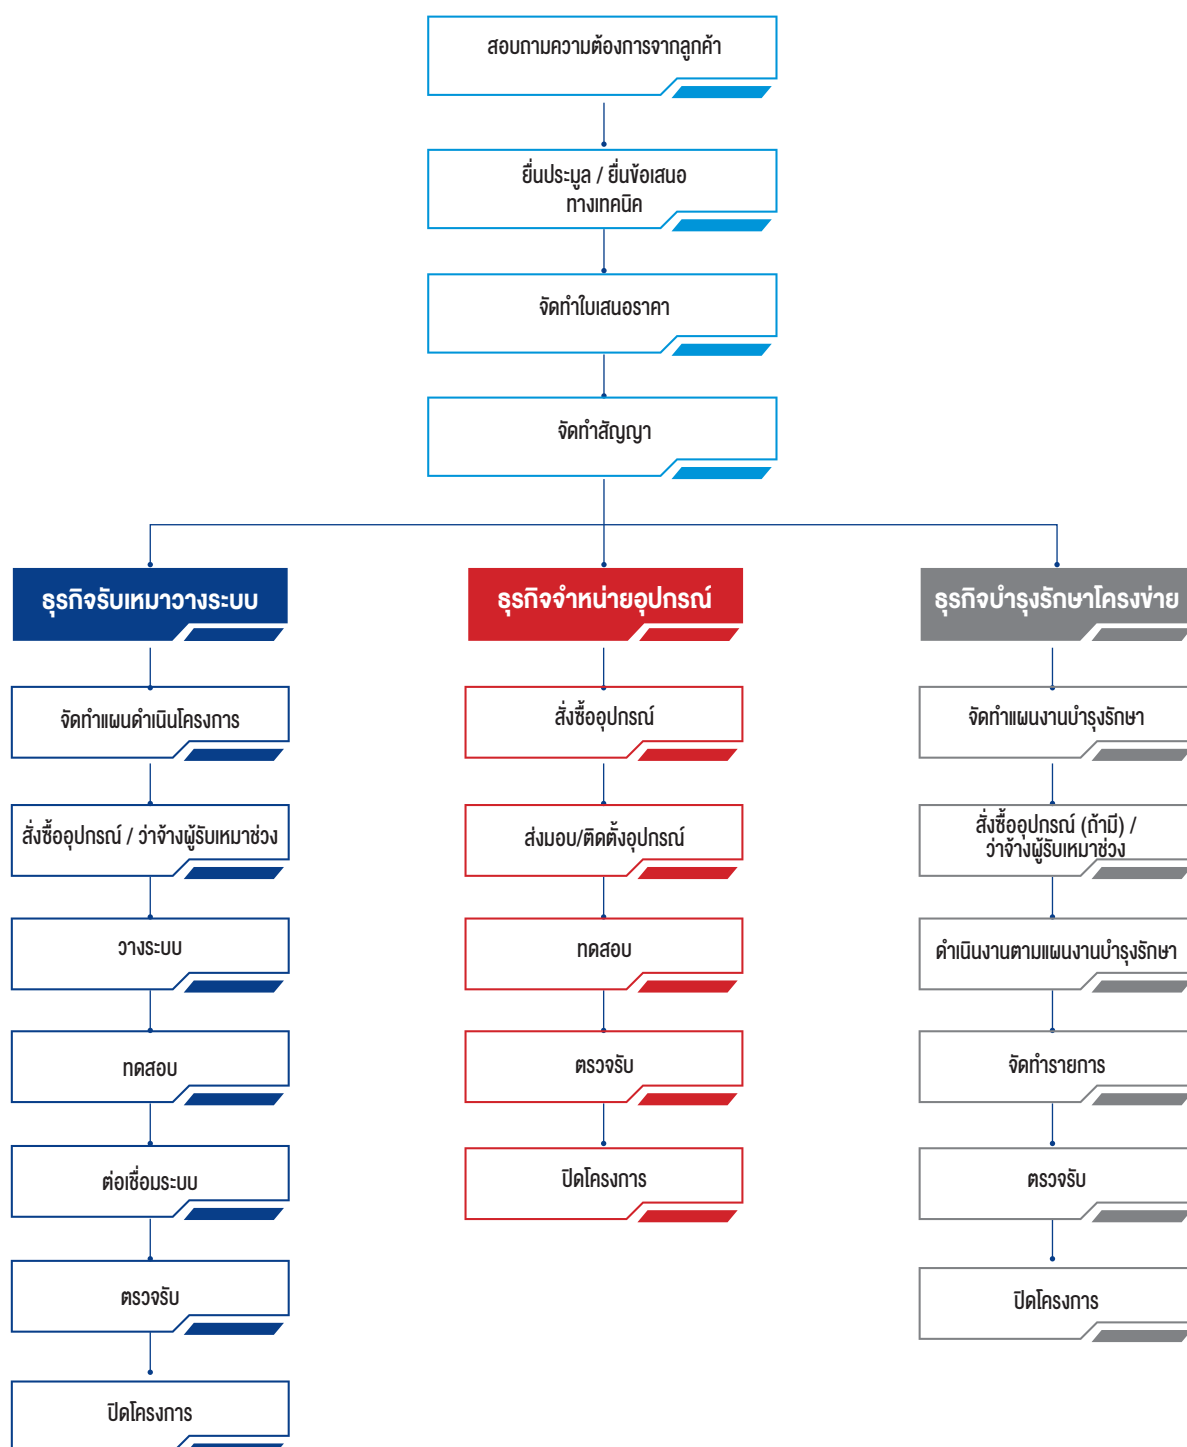 สอบถามความต้องการจากลูกค้า
ยื่นประมูล / ยื่นข้อเสนอ
ทางเทคนิค
จัดทำใบเสนอราคา
จัดทำสัญญา
ธุรกิจรับเหมาวางระบบ
จัดทำแผนดำเนินโครงการ
สั่งซื้ออุปกรณ์ / ว่าจ้างผู้รับเหมาช่วง
วางระบบ
ทดสอบ
ต่อเชื่อมระบบ
ตรวจรับ
ปิดโครงการ
ธุรกิจจำหน่ายอุปกรณ์
สั่งซื้ออุปกรณ์
ส่งมอบ/ติดตั้งอุปกรณ์
ทดสอบ
ตรวจรับ
ปิดโครงการ
ธุรกิจบำรุงรักษาโครงข่าย
จัดทำแผนงานบำรุงรักษา
สั่งซื้ออุปกรณ์ (ถ้ามี) /
ว่าจ้างผู้รับเหมาช่วง
ดำเนินงานตามแผนงานบำรุงรักษา
จัดทำรายการ
ตรวจรับ
ปิดโครงการ